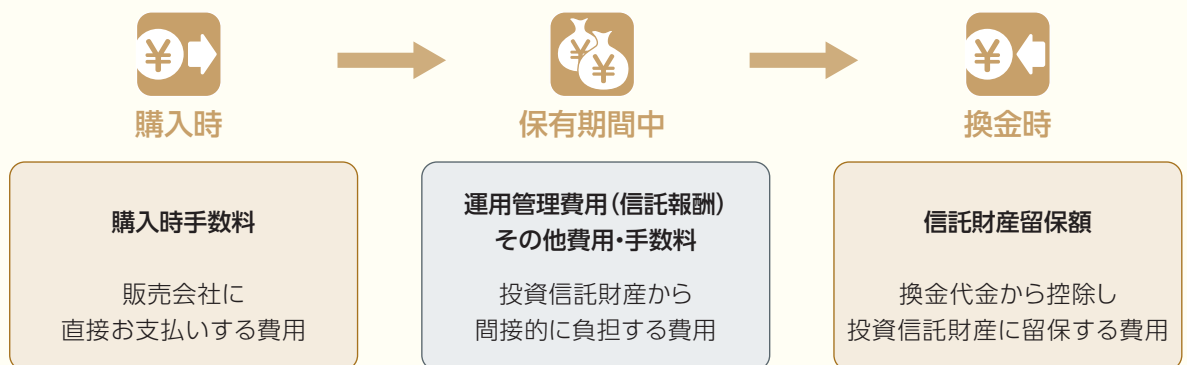 ¥
¥
¥
¥
購入時
保有期間中
換金時
購入時手数料
販売会社に
直接お支払いする費用
運用管理費用(信託報酬)
その他費用・手数料
投資信託財産から
間接的に負担する費用
信託財産留保額
換金代金から控除し
投資信託財産に留保する費用